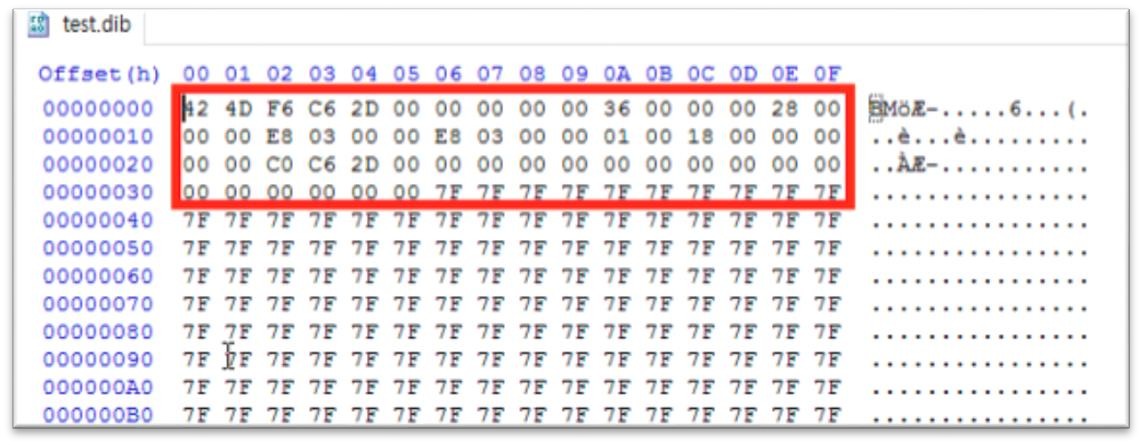 test.dib
Offset(h) 00 01 02 03 04 05 06 07 08 09 0A 0B 0C 0D 0E 0F
00000000 42 4D F6 C6 2D 00 00 00 00 00 36 00 00 00 28 00 BMöÆ-.....6...(.
00000010 00 00 E8 03 00 00 E8 03 00 00 01 00 18 00 00 00 ..è...è.........
00000020 00 00 C0 C6 2D 00 00 00 00 00 00 00 00 00 00 00 ..ÀÆ-...........
00000030 00 00 00 00 00 00 7F 7F 7F 7F 7F 7F 7F 7F 7F 7F ................
00000040 7F 7F 7F 7F 7F 7F 7F 7F 7F 7F 7F 7F 7F 7F 7F 7F ................
00000050 7F 7F 7F 7F 7F 7F 7F 7F 7F 7F 7F 7F 7F 7F 7F 7F ................
00000060 7F 7F 7F 7F 7F 7F 7F 7F 7F 7F 7F 7F 7F 7F 7F 7F ................
00000070 7F 7F 7F 7F 7F 7F 7F 7F 7F 7F 7F 7F 7F 7F 7F 7F ................
00000080 7F 7F 7F 7F 7F 7F 7F 7F 7F 7F 7F 7F 7F 7F 7F 7F ................
00000090 7F 7F 7F 7F 7F 7F 7F 7F 7F 7F 7F 7F 7F 7F 7F 7F ................
000000A0 7F 7F 7F 7F 7F 7F 7F 7F 7F 7F 7F 7F 7F 7F 7F 7F ................
000000B0 7F 7F 7F 7F 7F 7F 7F 7F 7F 7F 7F 7F 7F 7F 7F 7F ................